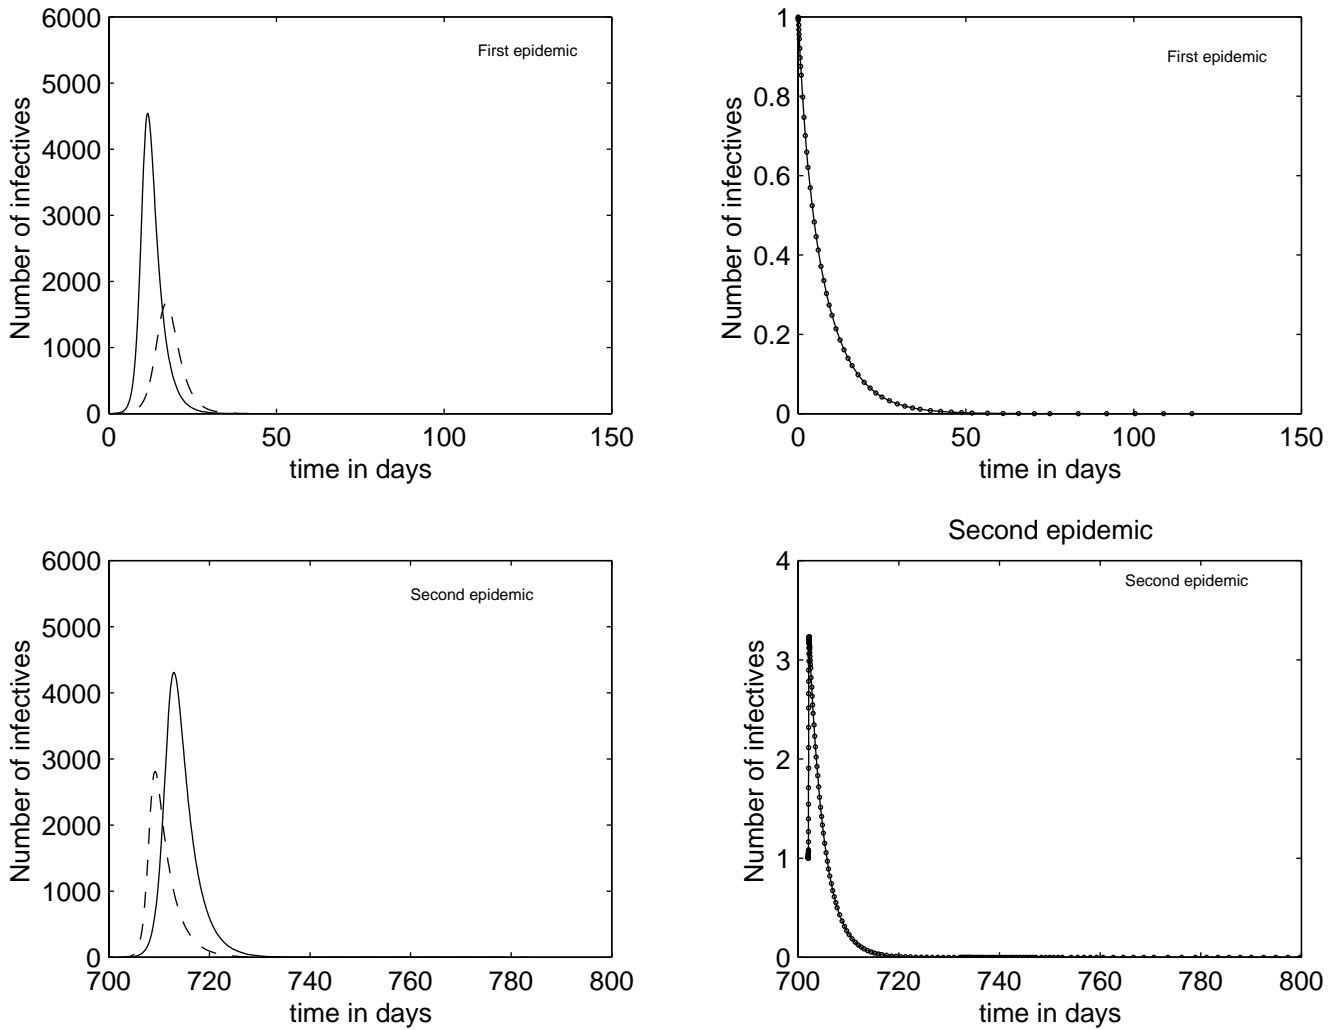 6000
5000
4000
3000
2000
1000
0
Number of infectives
First epidemic
0 50 100 150
time in days
1
0.8
0.6
0.4
0.2
0
Number of infectives
First epidemic
0 50 100 150
time in days
6000
5000
4000
3000
2000
1000
0
Number of infectives
Second epidemic
700 720 740 760 780 800
time in days
Second epidemic
4
3
2
1
0
Number of infectives
Second epidemic
700 720 740 760 780 800
time in days